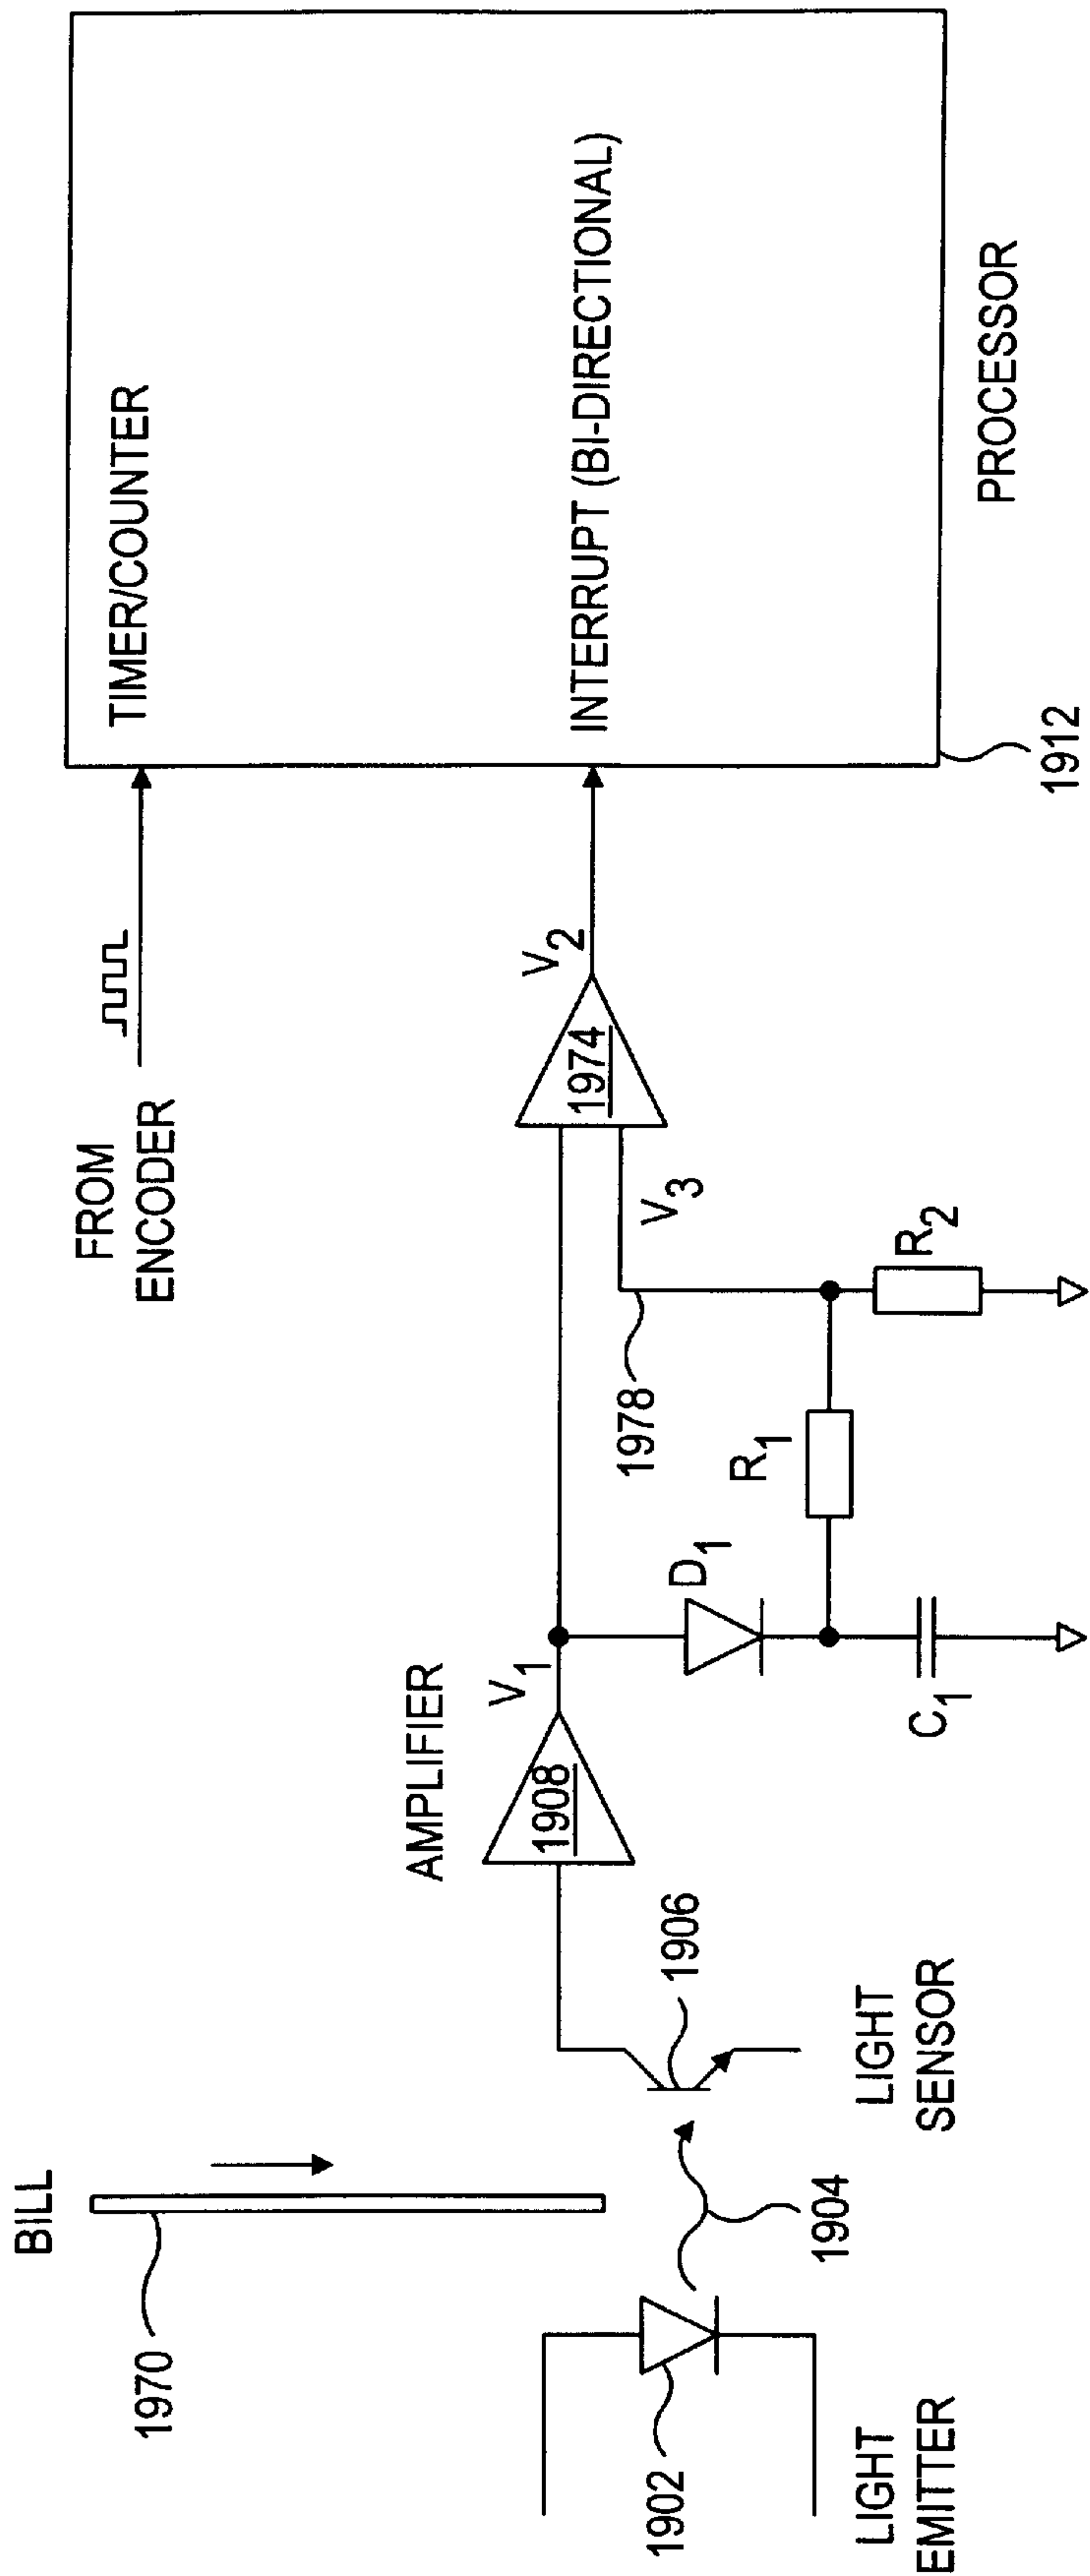 BILL
1970
1902
LIGHT
EMITTER
1904
1906
LIGHT
SENSOR
AMPLIFIER
1908
V1
D1
C1
R1
R2
1978
V3
1974
V2
FROM
ENCODER
TIMER/COUNTER
INTERRUPT (BI-DIRECTIONAL)
PROCESSOR
1912